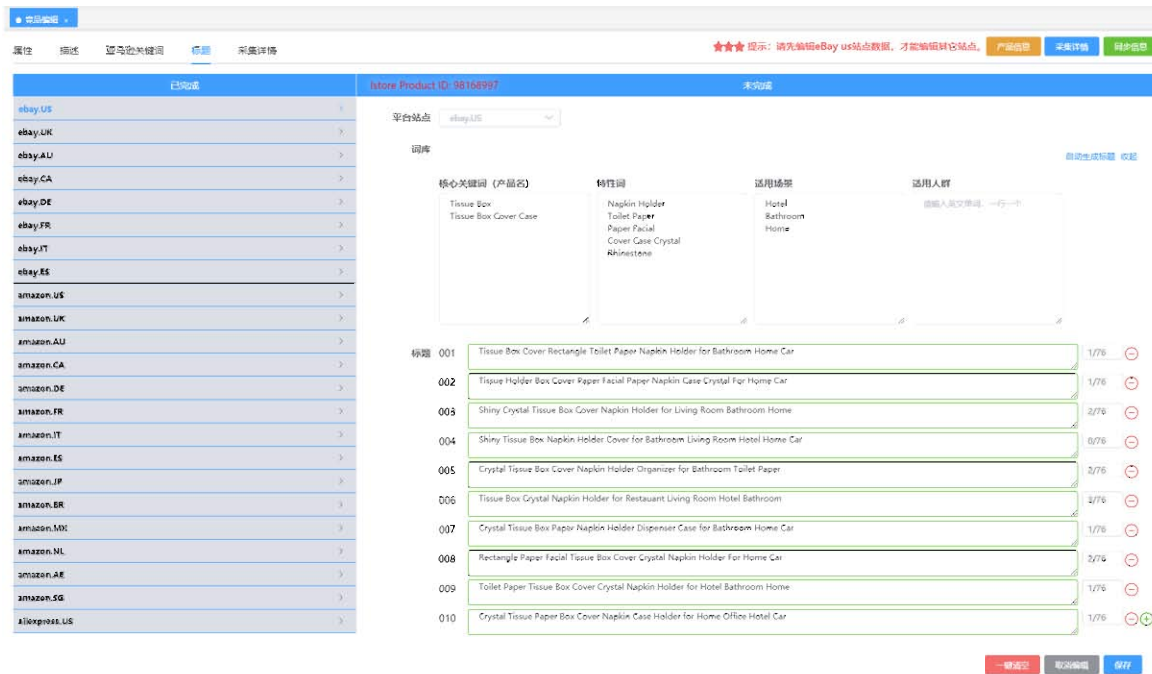 竞品编辑
属性 描述 亚马逊关键词 标题 采集详情
提示：请先编辑eBay us站点数据，才能编辑其它站点。
产品信息 采集详情 同步信息
已完成
Istore Product ID: 98168997 未完成
ebay.US
ebay.UK
ebay.AU
ebay.CA
ebay.DE
ebay.FR
ebay.IT
ebay.ES
amazon.US
amazon.UK
amazon.AU
amazon.CA
amazon.DE
amazon.FR
amazon.IT
amazon.ES
amazon.JP
amazon.BR
amazon.MX
amazon.NL
amazon.AE
amazon.SG
aliexpress.US
平台站点 ebay.US
词库
自动生成标题 收起
核心关键词（产品名） 特性词 适用场景 适用人群
Tissue Box
Tissue Box Cover Case
Napkin Holder
Toilet Paper
Paper Facial
Cover Case Crystal
Rhinestone
Hotel
Bathroom
Home
请输入英文单词，一行一个
标题 001 Tissue Box Cover Rectangle Toilet Paper Napkin Holder for Bathroom Home Car 1/76
002 Tissue Holder Box Cover Paper Facial Paper Napkin Case Crystal For Home Car 1/76
003 Shiny Crystal Tissue Box Cover Napkin Holder for Living Room Bathroom Home 2/76
004 Shiny Tissue Box Napkin Holder Cover for Bathroom Living Room Hotel Home Car 0/76
005 Crystal Tissue Box Cover Napkin Holder Organizer for Bathroom Toilet Paper 2/76
006 Tissue Box Crystal Napkin Holder for Restauant Living Room Hotel Bathroom 3/76
007 Crystal Tissue Box Paper Napkin Holder Dispenser Case for Bathroom Home Car 1/76
008 Rectangle Paper Facial Tissue Box Cover Crystal Napkin Holder For Home Car 2/76
009 Toilet Paper Tissue Box Cover Crystal Napkin Holder for Hotel Bathroom Home 1/76
010 Crystal Tissue Paper Box Cover Napkin Case Holder for Home Office Hotel Car 1/76
一键清空 取消编辑 保存